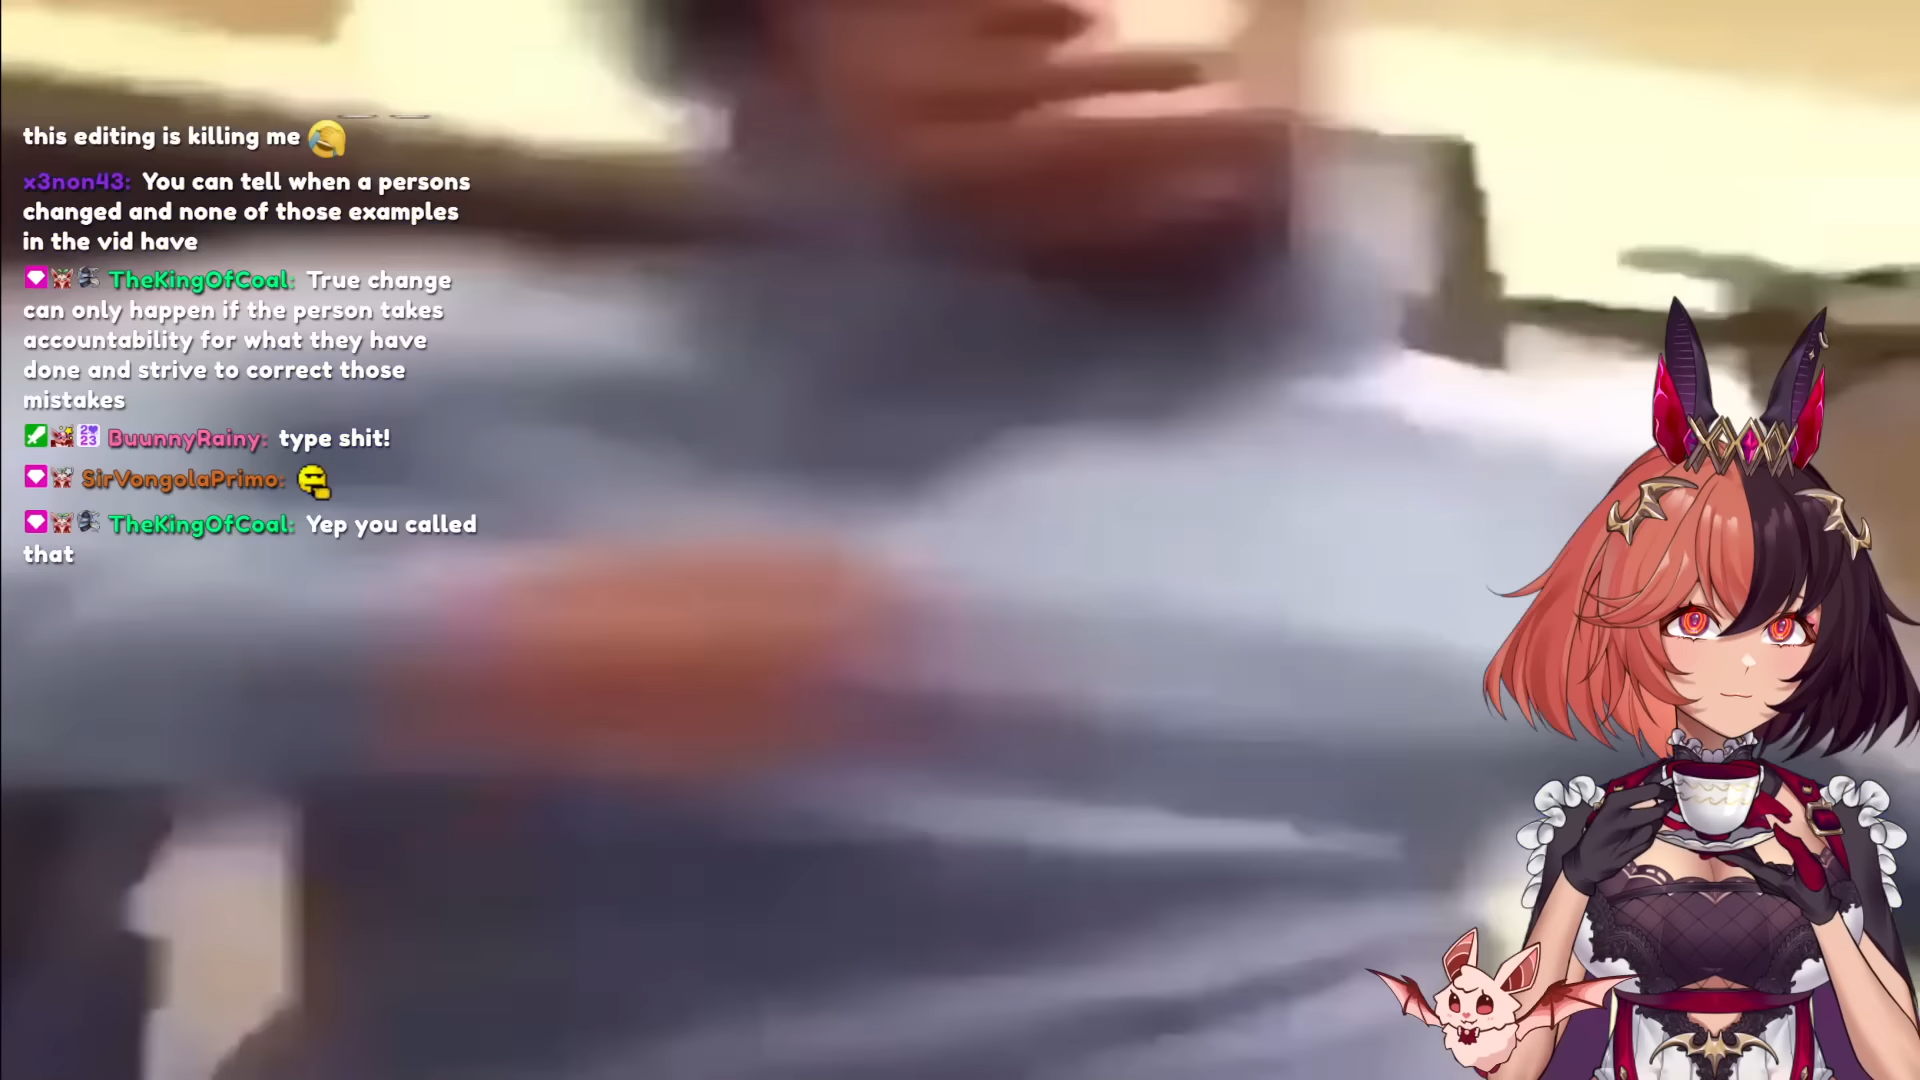 this editing is killing me
x3non43: You can tell when a persons
changed and none of those examples
in the vid have
TheKingOfCoal: True change
can only happen if the person takes
accountability for what they have
done and strive to correct those
mistakes
2 23 BuunnyRainy: type shit!
SirVongolaPrimo:
TheKingOfCoal: Yep you called
that